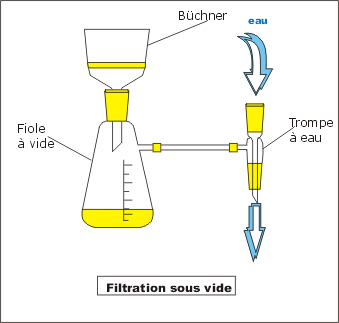 Büchner
eau
Fiole
à vide
Trompe
à eau
Filtration sous vide